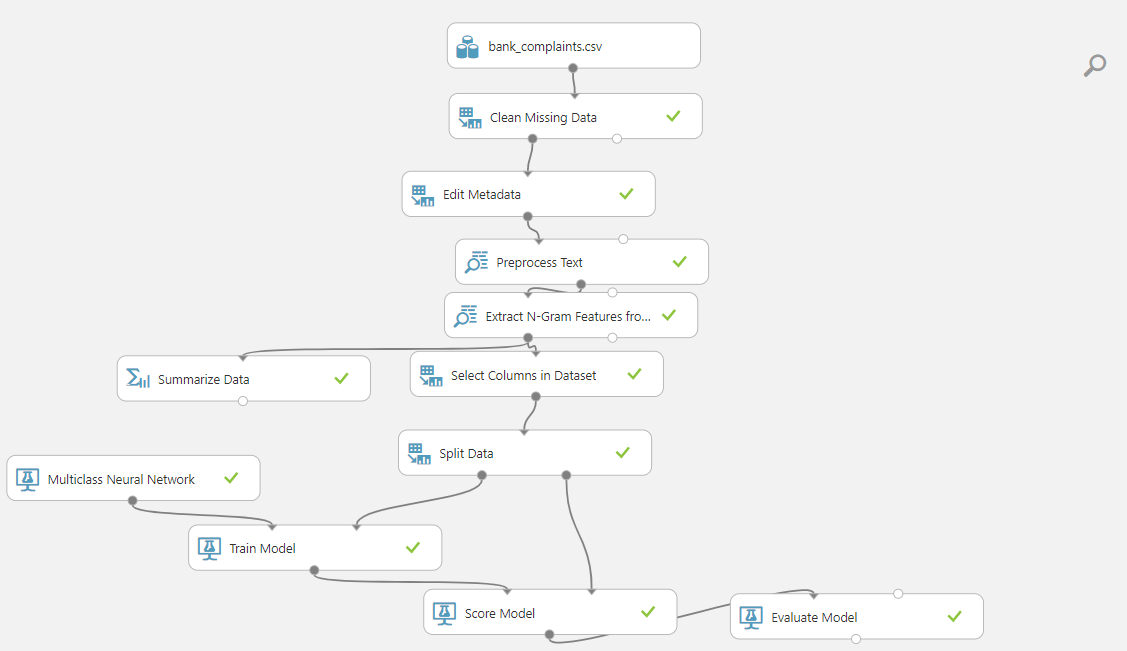 bank_complaints.csv
Clean Missing Data
Edit Metadata
Preprocess Text
Extract N-Gram Features fro...
Summarize Data
Select Columns in Dataset
Split Data
Multiclass Neural Network
Train Model
Score Model
Evaluate Model